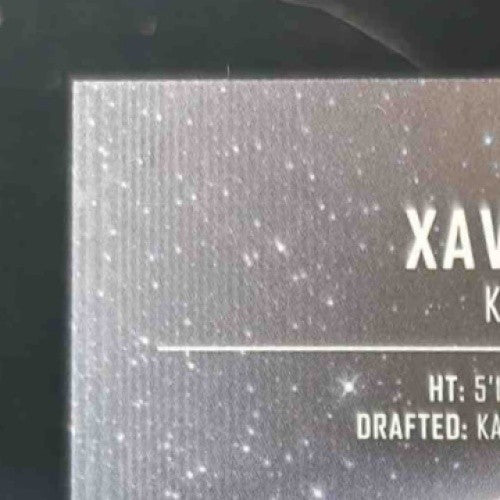 XAV
K
HT: 5'
DRAFTED: KA